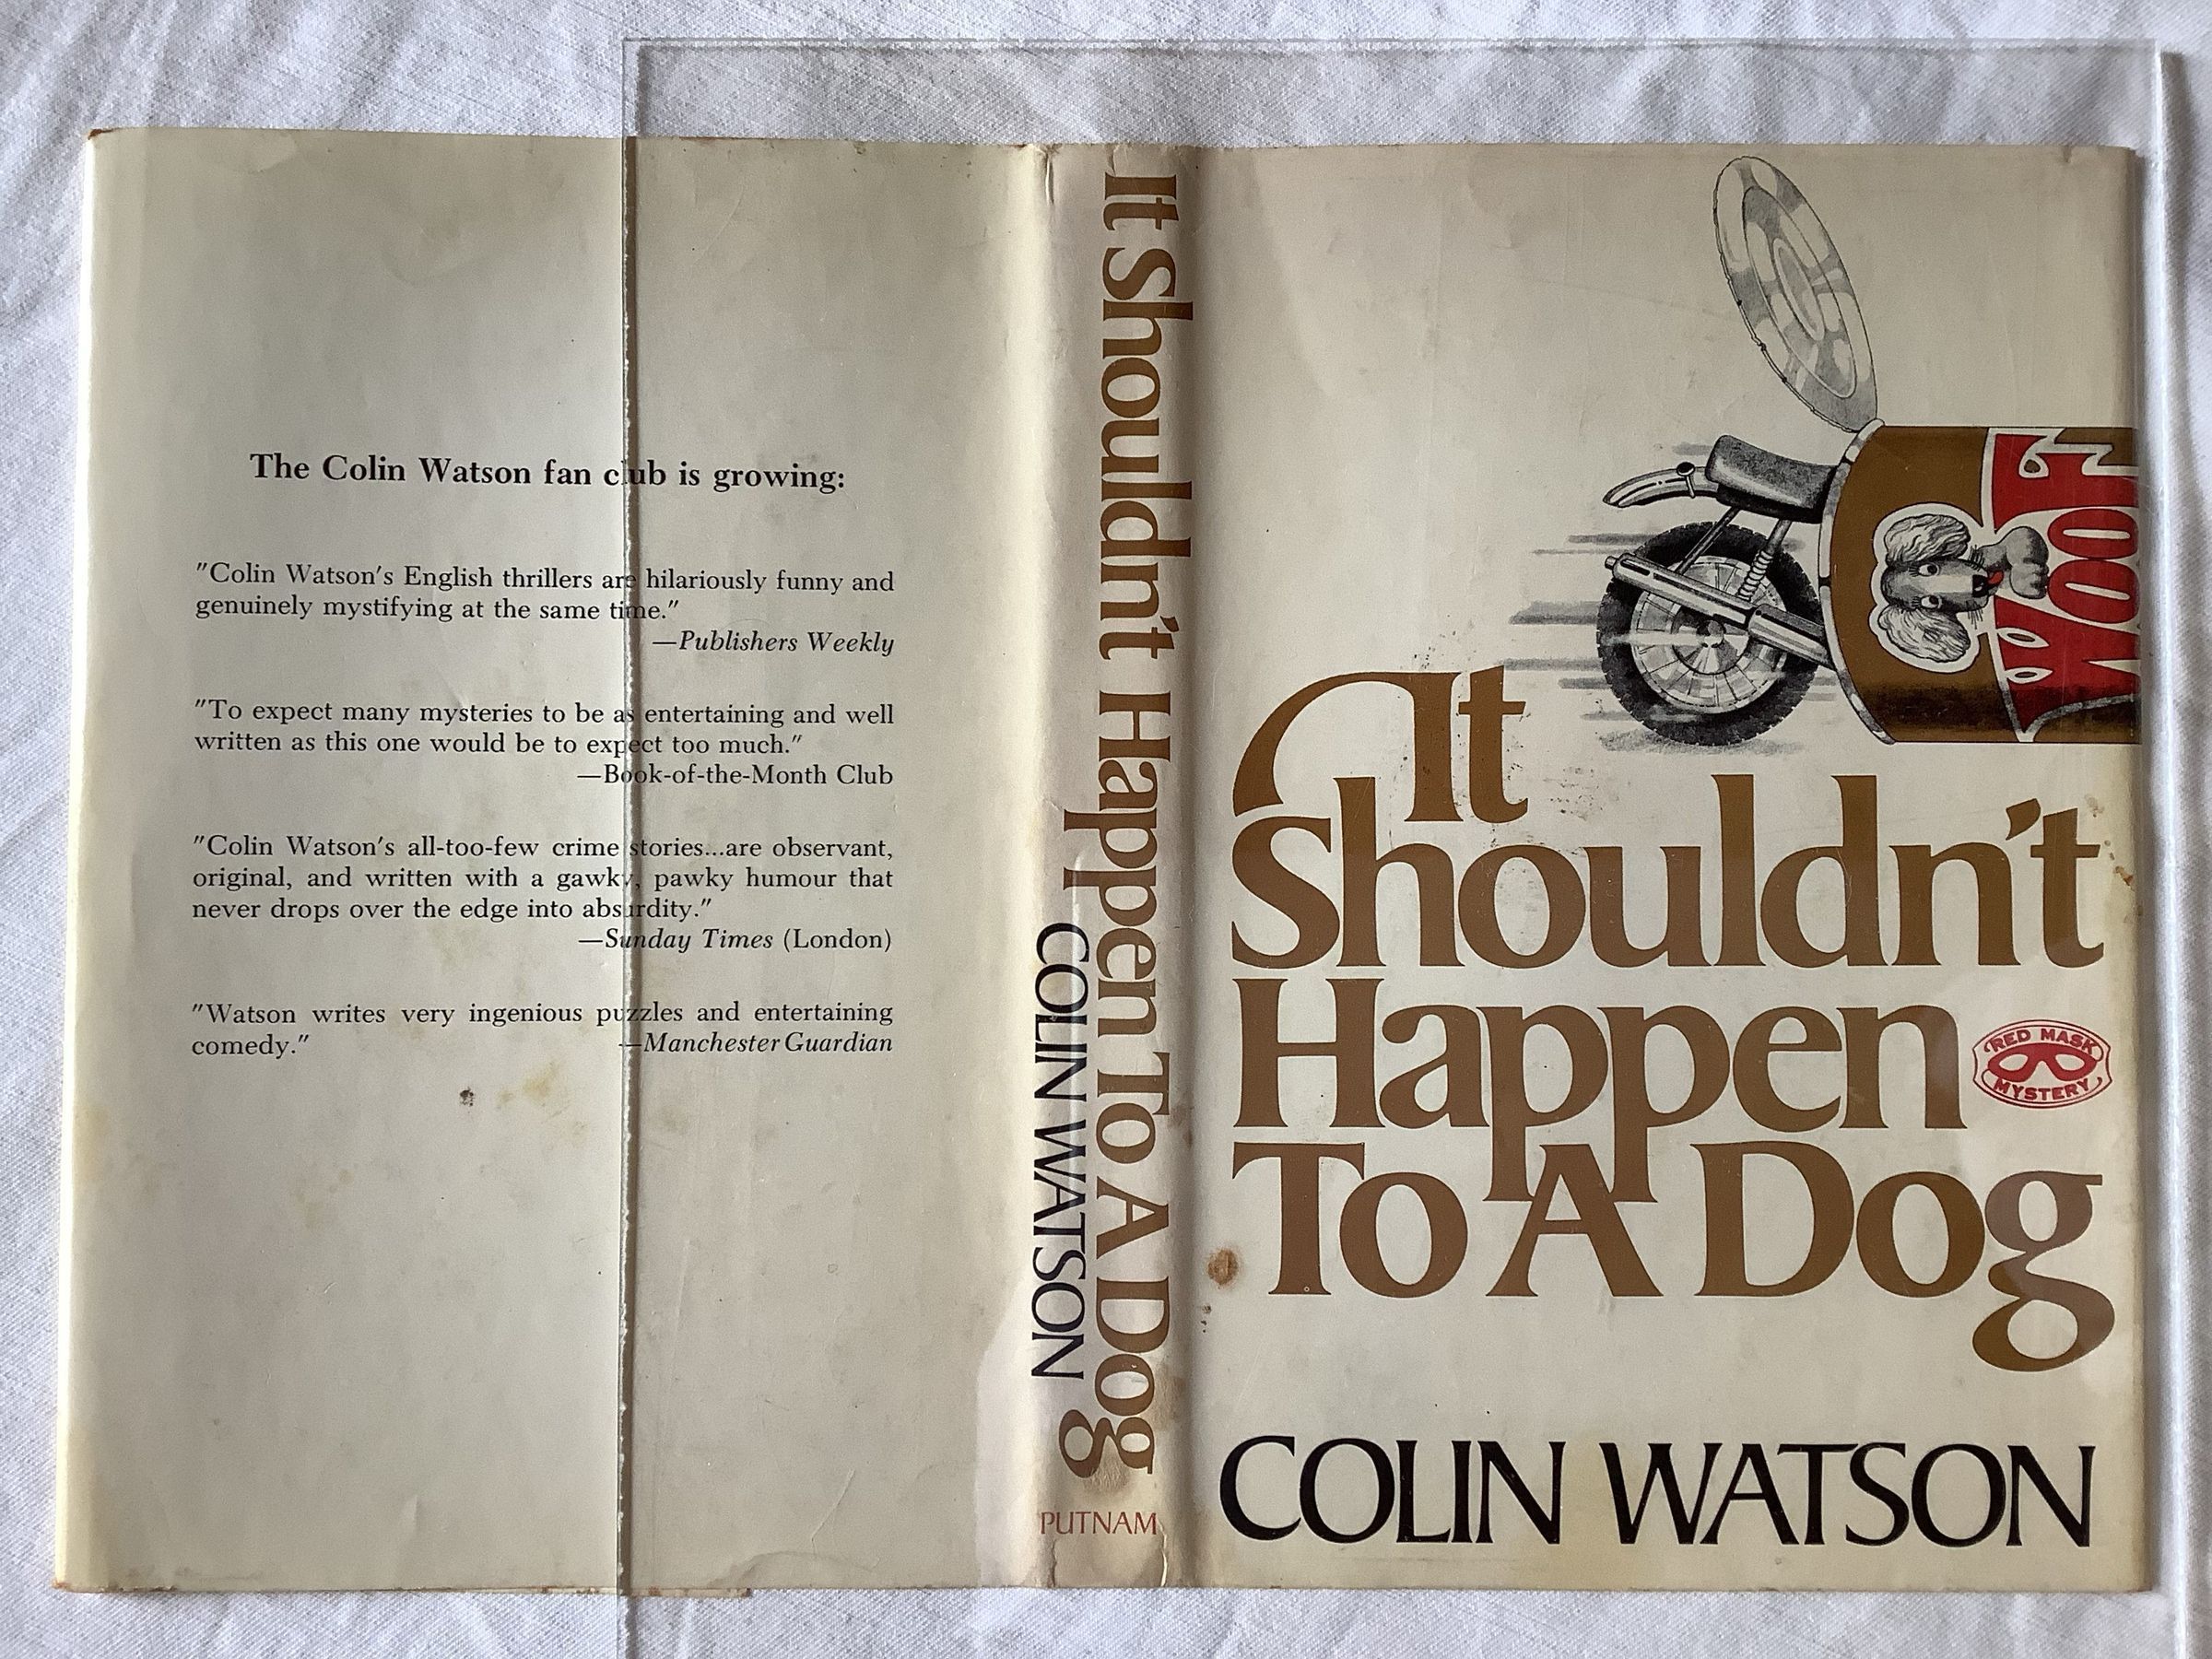 The Colin Watson fan club is growing:
"Colin Watson's English thrillers are hilariously funny and
genuinely mystifying at the same time."
—Publishers Weekly
"To expect many mysteries to be as entertaining and well
written as this one would be to expect too much."
—Book-of-the-Month Club
"Colin Watson's all-too-few crime stories...are observant,
original, and written with a gawky, pawky humour that
never drops over the edge into absurdity."
—Sunday Times (London)
"Watson writes very ingenious puzzles and entertaining
comedy." —Manchester Guardian
It Shouldn't Happen To A Dog
COLIN WATSON
PUTNAM
WOOF
It
Shouldn't
Happen
To A Dog
RED MASK
MYSTERY
COLIN WATSON